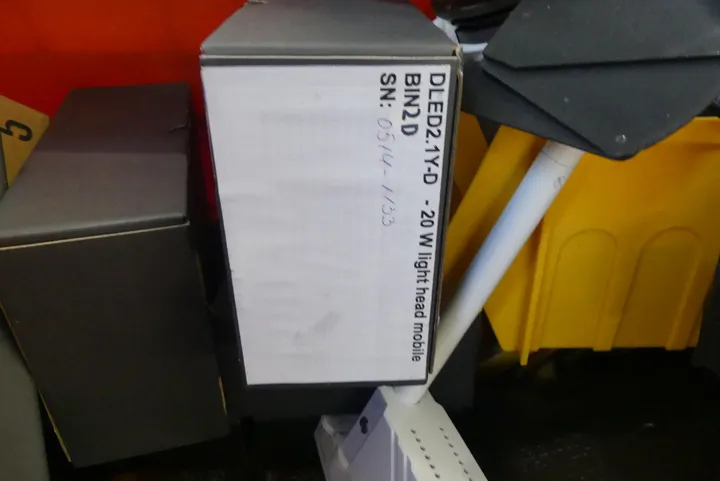 DLED2.1Y-D - 20 W light head mobile
BIN2D
SN: 0514-1133